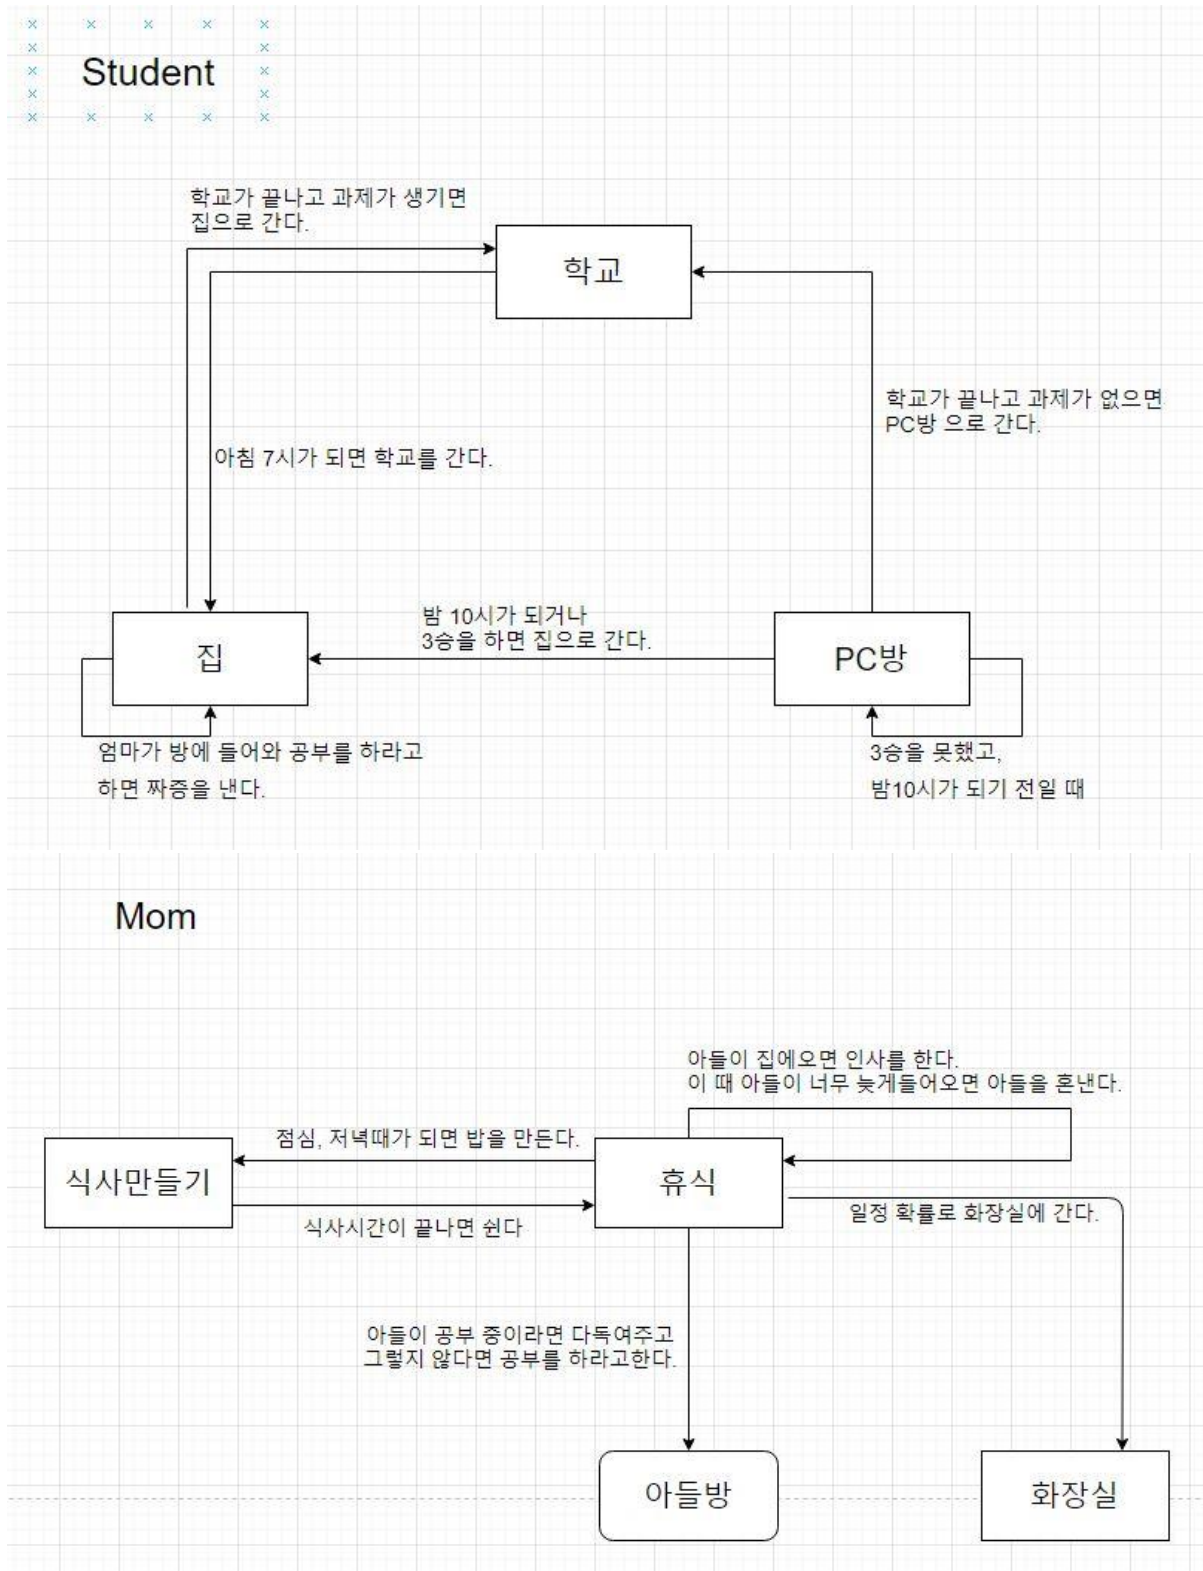 Student
학교가 끝나고 과제가 생기면
집으로 간다.
학교
학교가 끝나고 과제가 없으면
PC방 으로 간다.
아침 7시가 되면 학교를 간다.
밤 10시가 되거나
3승을 하면 집으로 간다.
집
PC방
엄마가 방에 들어와 공부를 하라고
하면 짜증을 낸다.
3승을 못했고,
밤10시가 되기 전일 때
Mom
아들이 집에오면 인사를 한다.
이 때 아들이 너무 늦게들어오면 아들을 혼낸다.
점심, 저녁때가 되면 밥을 만든다.
식사만들기
휴식
식사시간이 끝나면 쉰다
일정 확률로 화장실에 간다.
아들이 공부 중이라면 다독여주고
그렇지 않다면 공부를 하라고한다.
아들방
화장실